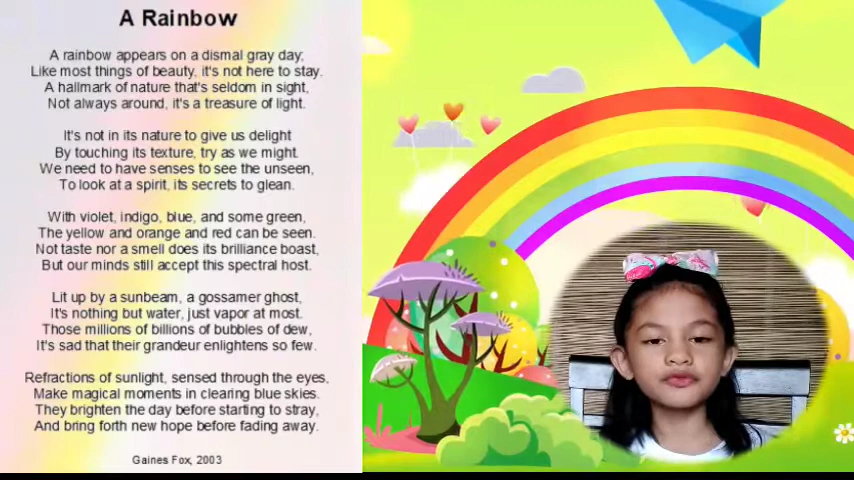 A Rainbow
A rainbow appears on a dismal gray day;
Like most things of beauty, it's not here to stay.
A hallmark of nature that's seldom in sight,
Not always around, it's a treasure of light.
It's not in its nature to give us delight
By touching its texture, try as we might.
We need to have senses to see the unseen,
To look at a spirit, its secrets to glean.
With violet, indigo, blue, and some green,
The yellow and orange and red can be seen.
Not taste nor a smell does its brilliance boast,
But our minds still accept this spectral host.
Lit up by a sunbeam, a gossamer ghost,
It's nothing but water, just vapor at most.
Those millions of billions of bubbles of dew,
It's sad that their grandeur enlightens so few.
Refractions of sunlight, sensed through the eyes,
Make magical moments in clearing blue skies.
They brighten the day before starting to stray,
And bring forth new hope before fading away.
Gaines Fox, 2003